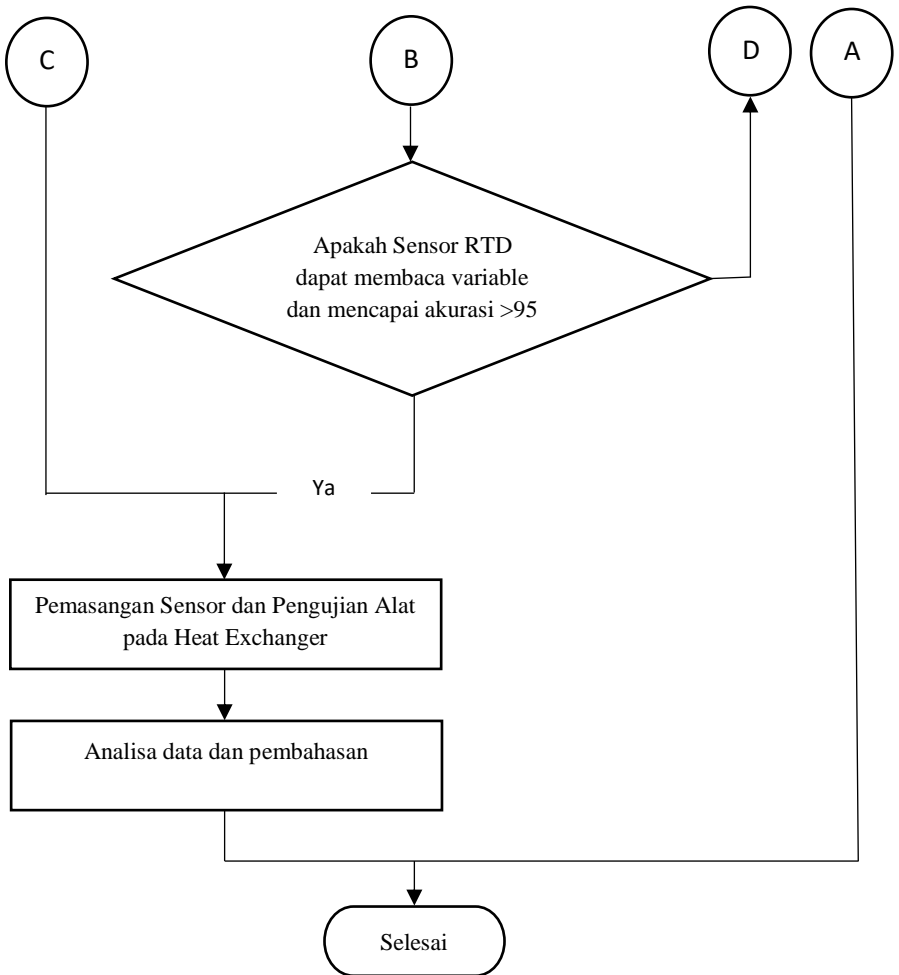 C
B
D
A
Apakah Sensor RTD
dapat membaca variable
dan mencapai akurasi >95
Ya
Pemasangan Sensor dan Pengujian Alat
pada Heat Exchanger
Analisa data dan pembahasan
Selesai